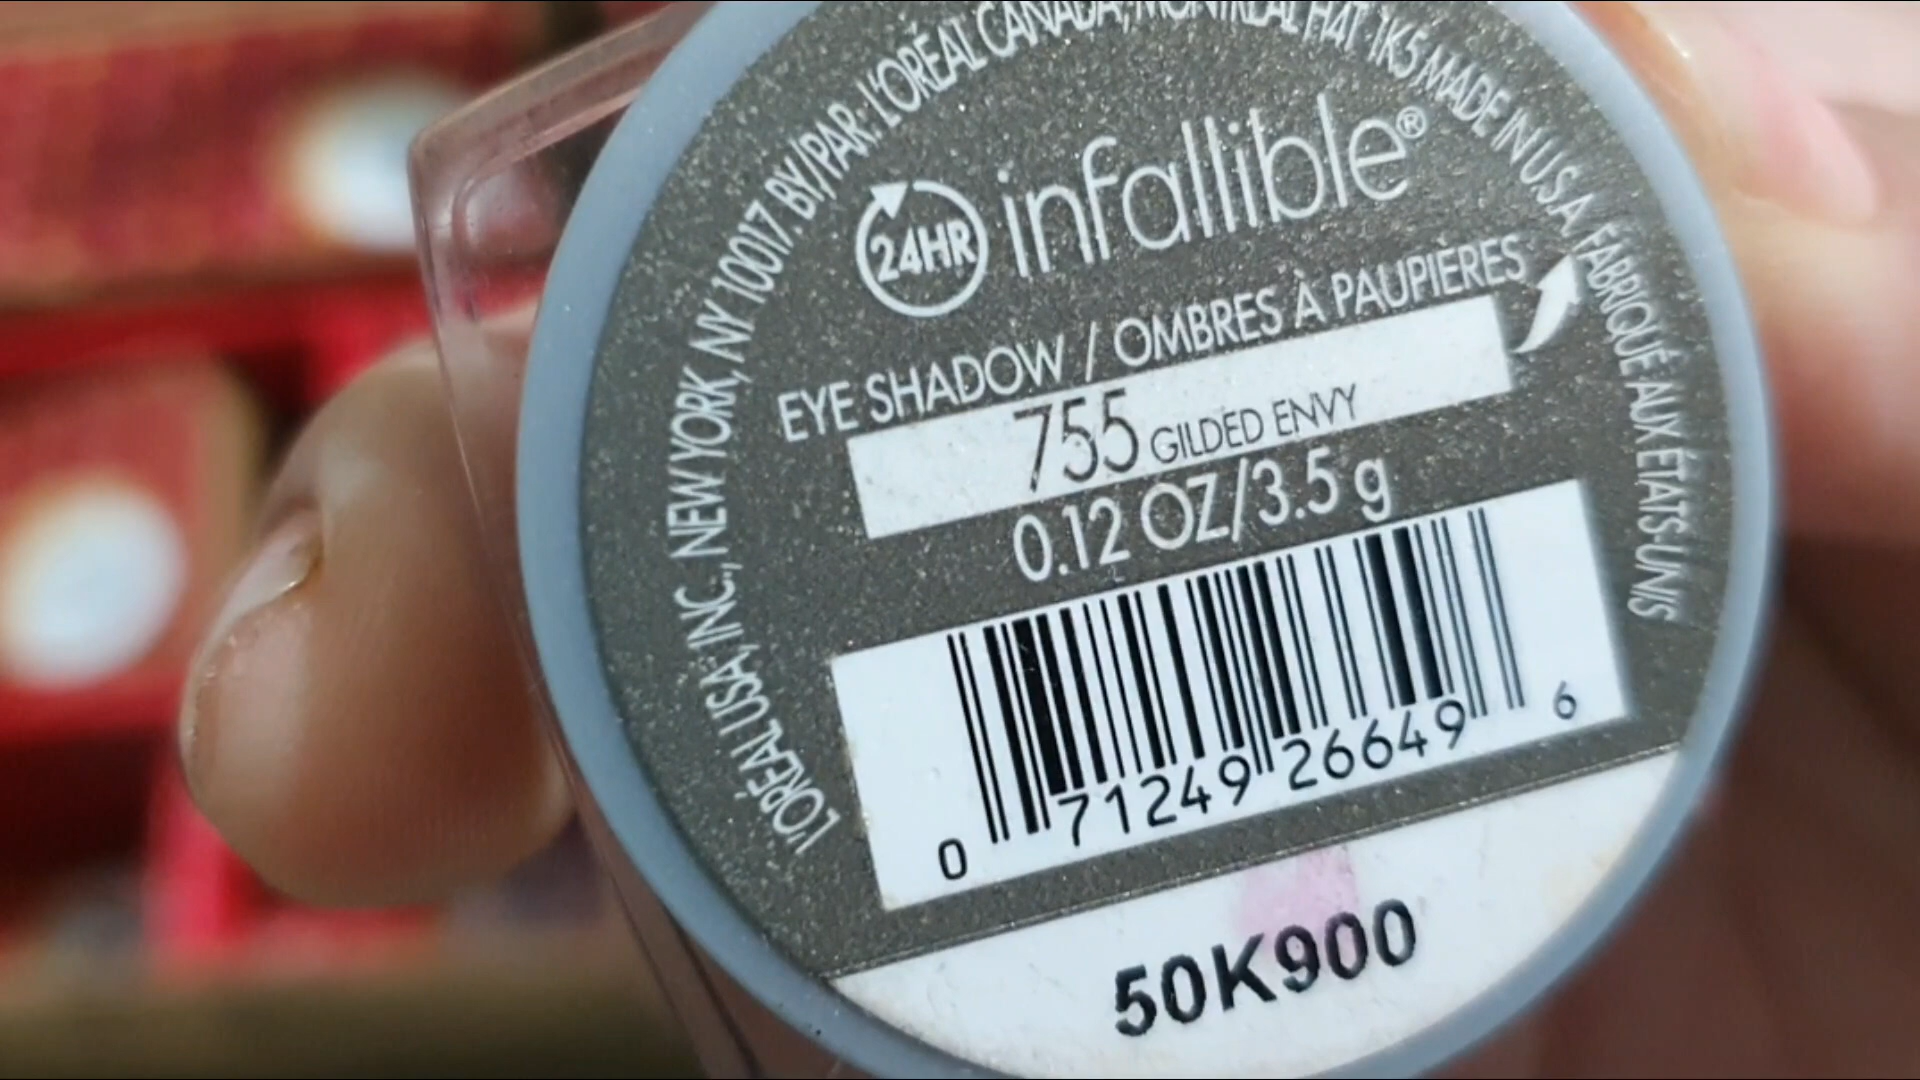 L'ORÉAL USA, INC., NEW YORK, NY 10017. BY/PAR: L'ORÉAL CANADA, MONTRÉAL H4T 1K5 MADE IN U.S.A. FABRIQUÉ AUX ÉTATS-UNIS
24HR infallible®
EYE SHADOW / OMBRES À PAUPIÈRES
755 GILDED ENVY
0.12 OZ/3.5 g
0 71249 26649 6
50K900